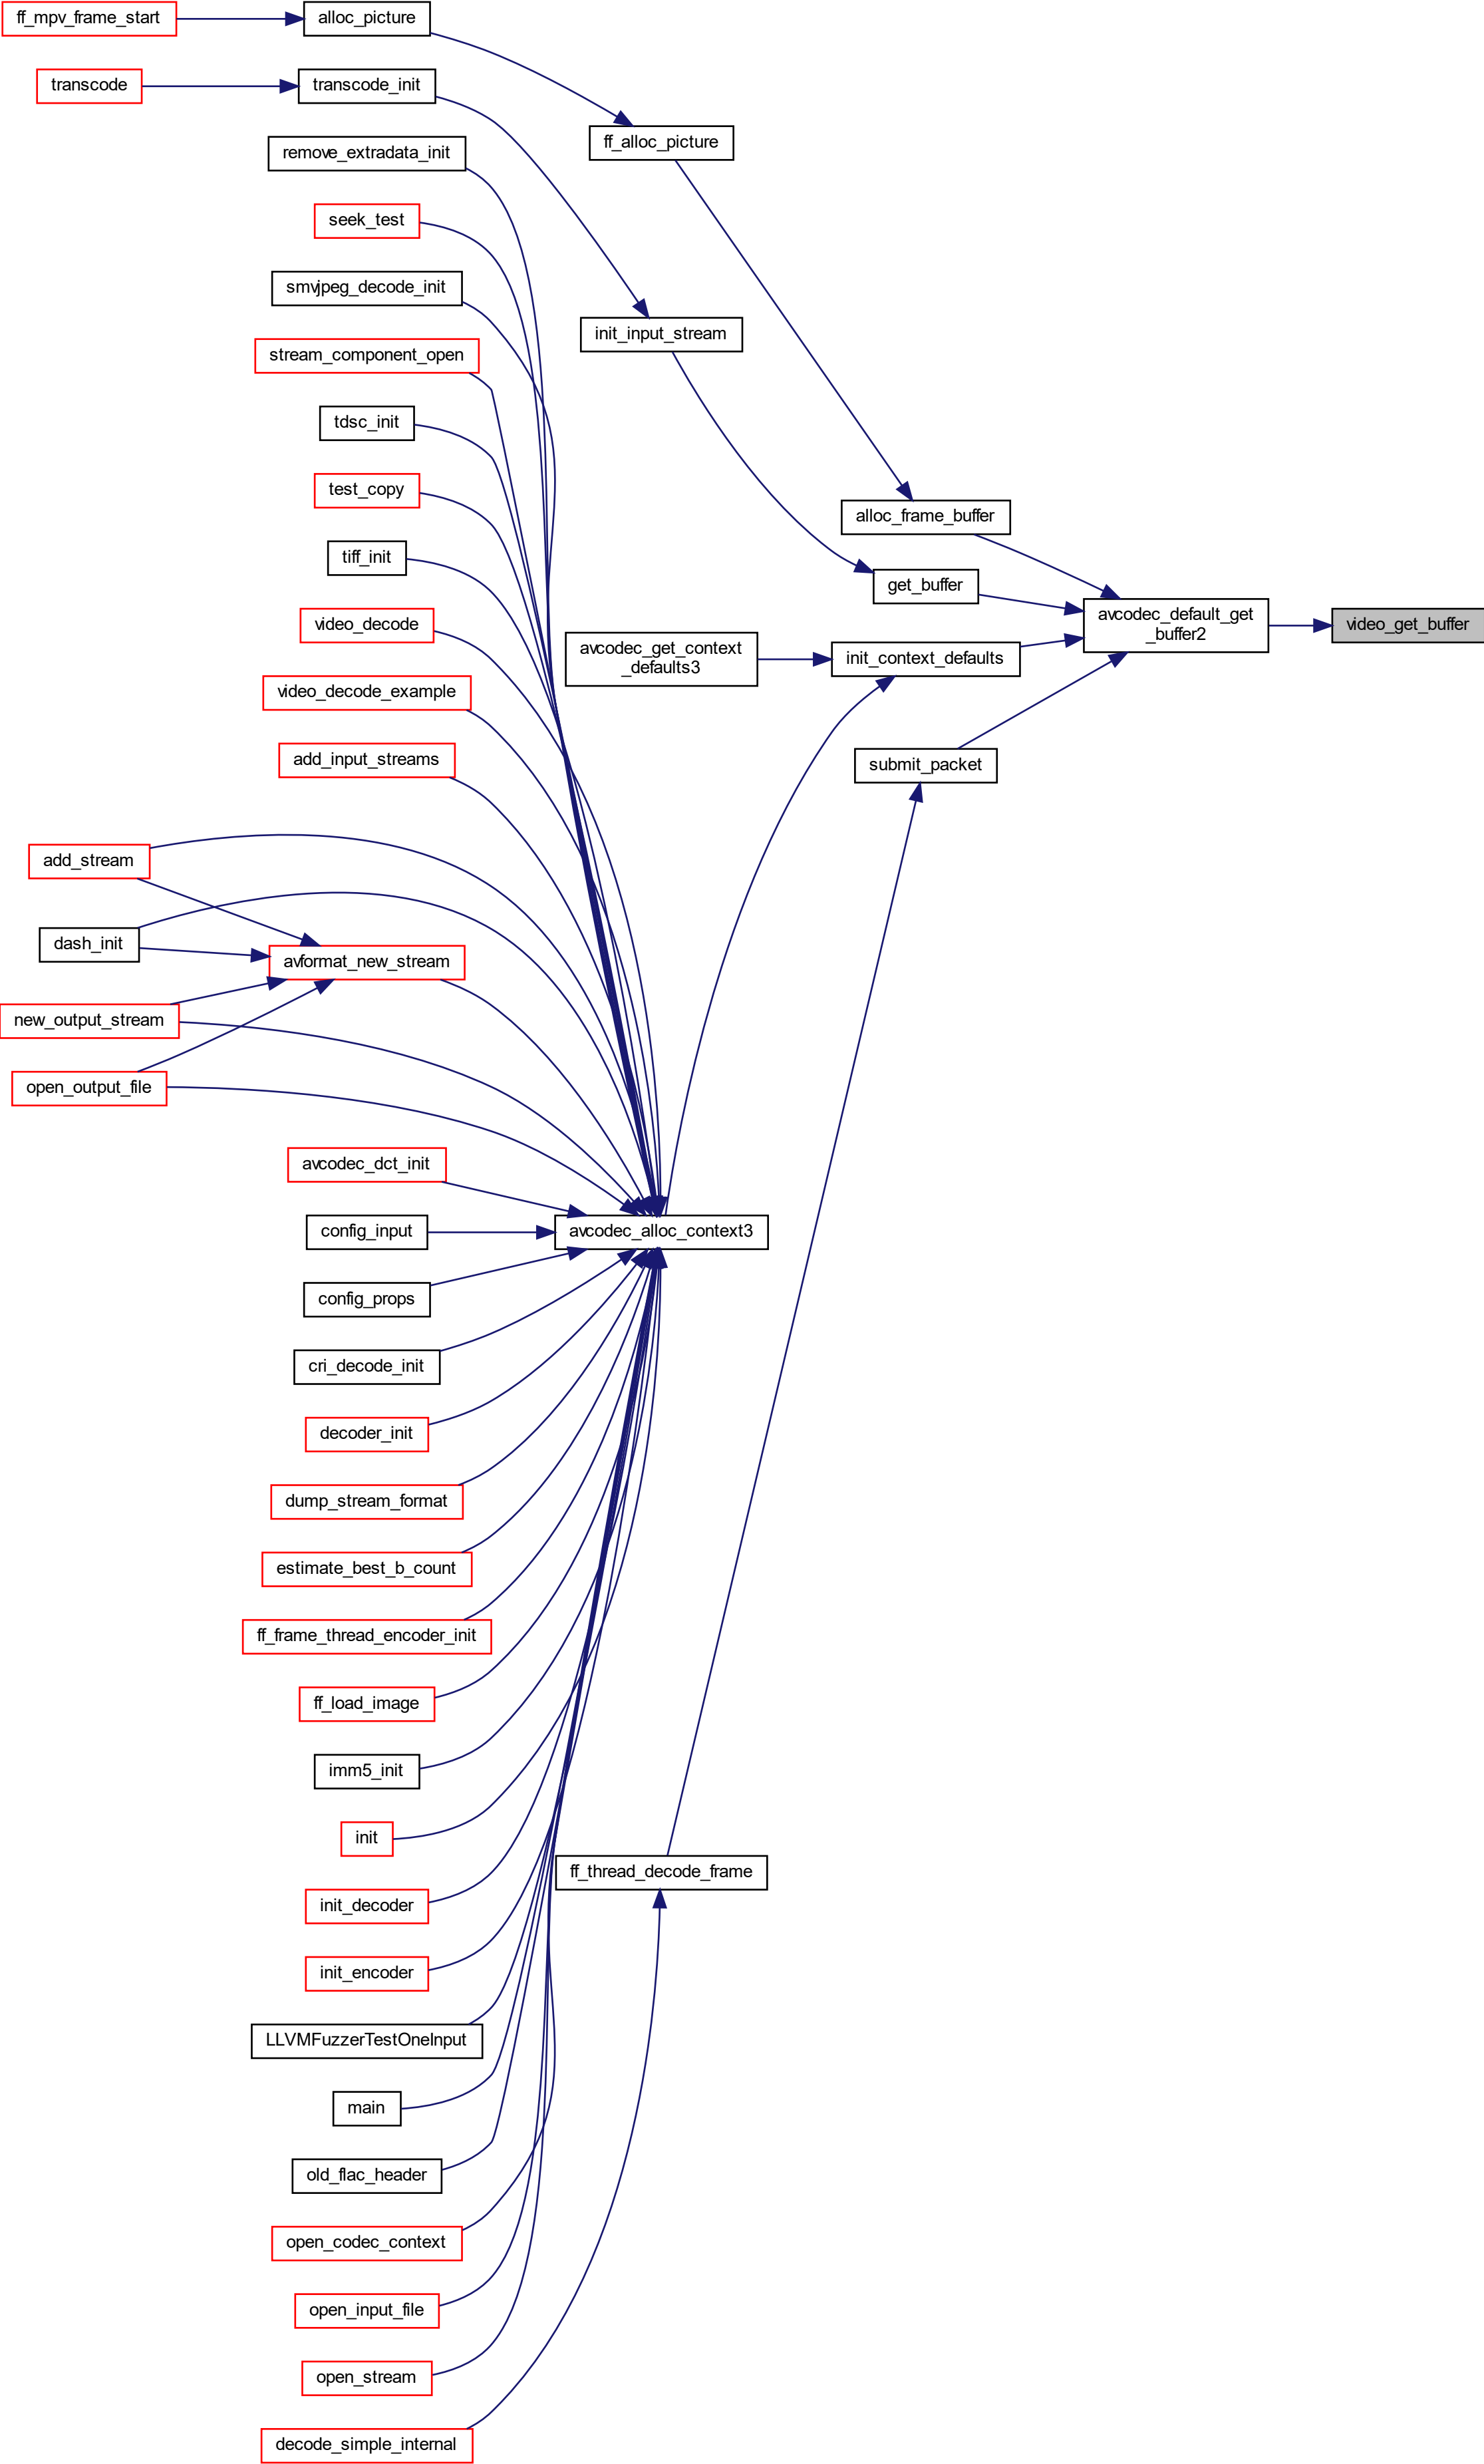 ff_mpv_frame_start
alloc_picture
transcode
transcode_init
ff_alloc_picture
remove_extradata_init
seek_test
smvjpeg_decode_init
init_input_stream
stream_component_open
tdsc_init
test_copy
alloc_frame_buffer
tiff_init
get_buffer
avcodec_default_get
_buffer2
video_get_buffer
video_decode
avcodec_get_context
_defaults3
init_context_defaults
video_decode_example
add_input_streams
submit_packet
add_stream
dash_init
avformat_new_stream
new_output_stream
open_output_file
avcodec_dct_init
config_input
avcodec_alloc_context3
config_props
cri_decode_init
decoder_init
dump_stream_format
estimate_best_b_count
ff_frame_thread_encoder_init
ff_load_image
imm5_init
init
ff_thread_decode_frame
init_decoder
init_encoder
LLVMFuzzerTestOneInput
main
old_flac_header
open_codec_context
open_input_file
open_stream
decode_simple_internal